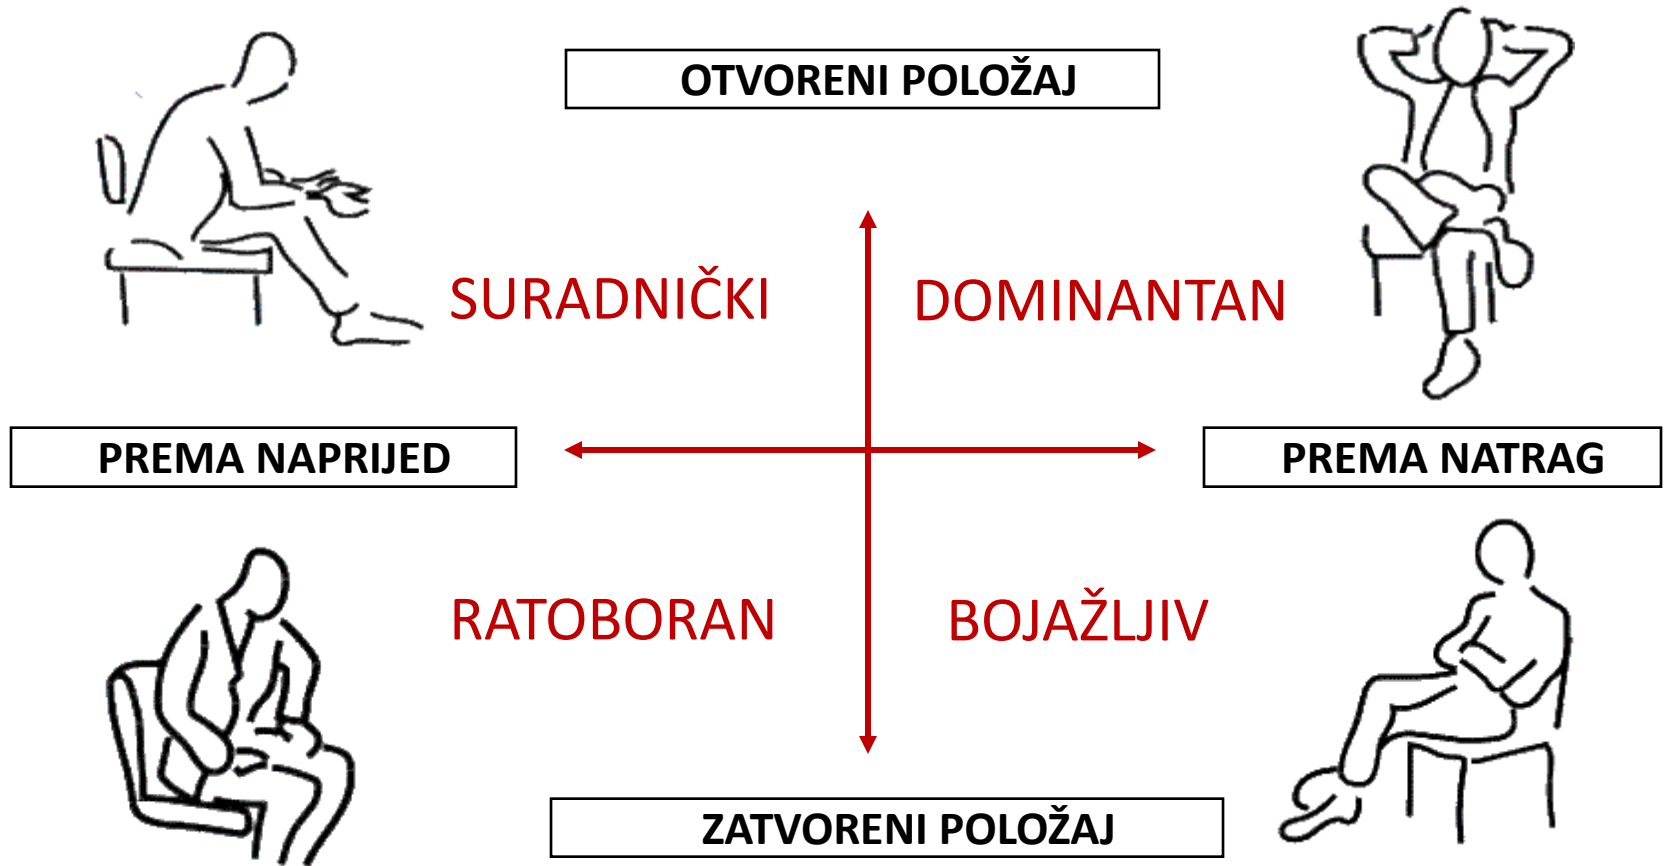 OTVORENI POLOŽAJ
SURADNIČKI
DOMINANTAN
PREMA NAPRIJED
PREMA NATRAG
RATOBORAN
BOJAŽLJIV
ZATVORENI POLOŽAJ